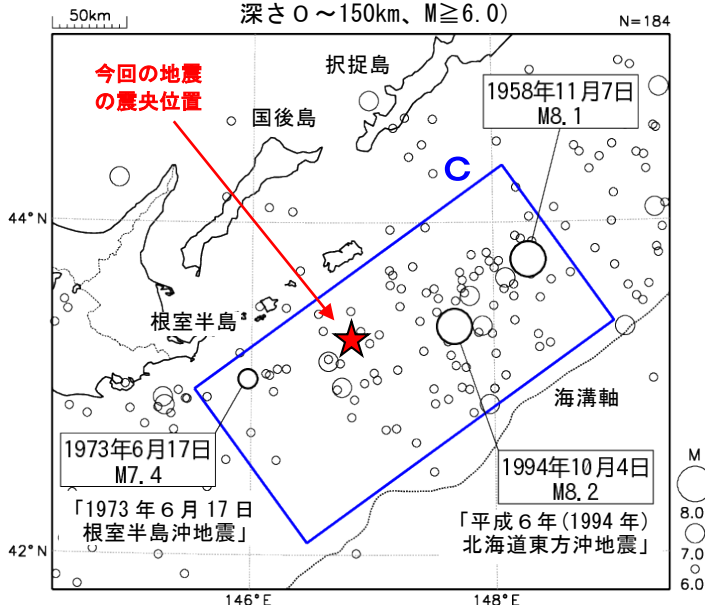 50km
深さ0~150km、M≧6.0)
N=184
今回の地震
の震央位置
択捉島
国後島
1958年11月7日
M8.1
C
44°N
根室半島
海溝軸
1973年6月17日
M7.4
「1973年6月17日
根室半島沖地震」
1994年10月4日
M8.2
「平成6年(1994年)
北海道東方沖地震」
M
8.0
7.0
6.0
42°N
146°E
148°E